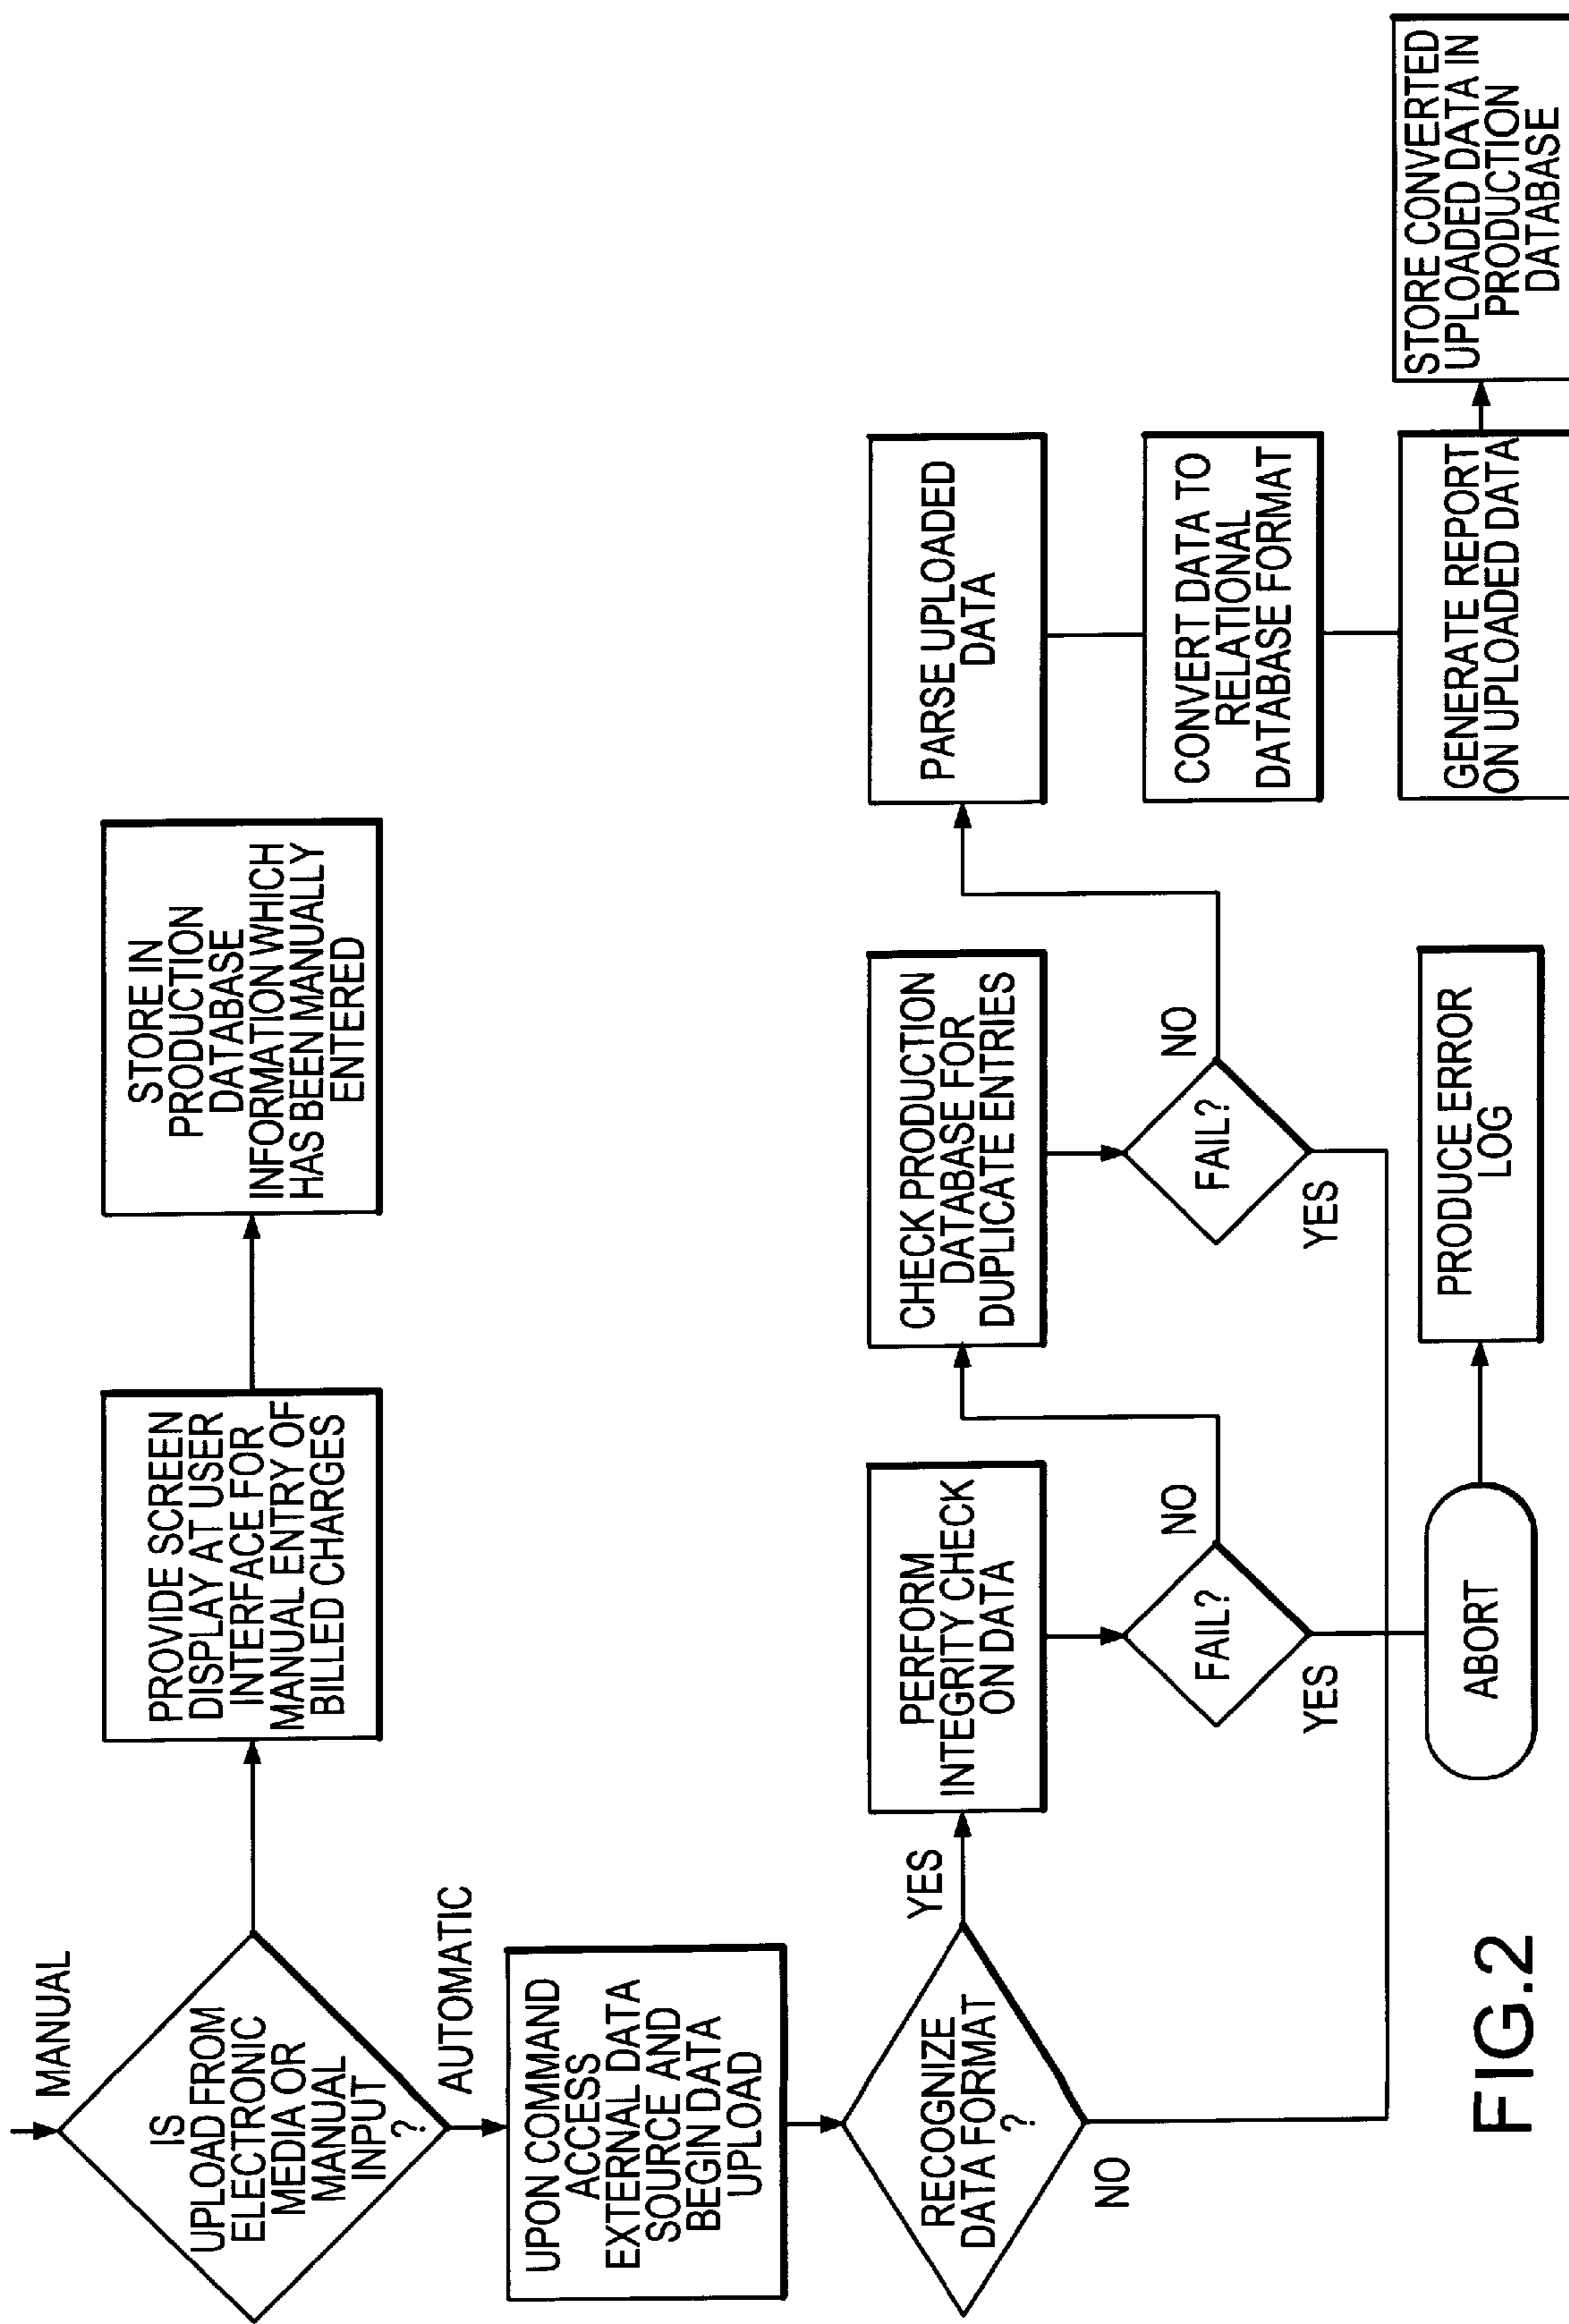 MANUAL
IS
UPLOAD FROM
ELECTRONIC
MEDIA OR
MANUAL
INPUT
?
PROVIDE SCREEN
DISPLAY AT USER
INTERFACE FOR
MANUAL ENTRY OF
BILLED CHARGES
STORE IN
PRODUCTION
DATABASE
INFORMATION WHICH
HAS BEEN MANUALLY
ENTERED
AUTOMATIC
UPON COMMAND
ACCESS
EXTERNAL DATA
SOURCE AND
BEGIN DATA
UPLOAD
RECOGNIZE
DATA FORMAT
?
YES
NO
PERFORM
INTEGRITY CHECK
ON DATA
FAIL?
NO
YES
CHECK PRODUCTION
DATABASE FOR
DUPLICATE ENTRIES
FAIL?
NO
YES
PARSE UPLOADED
DATA
CONVERT DATA TO
RELATIONAL
DATABASE FORMAT
GENERATE REPORT
ON UPLOADED DATA
STORE CONVERTED
UPLOADED DATA IN
PRODUCTION
DATABASE
ABORT
PRODUCE ERROR
LOG
FIG.2